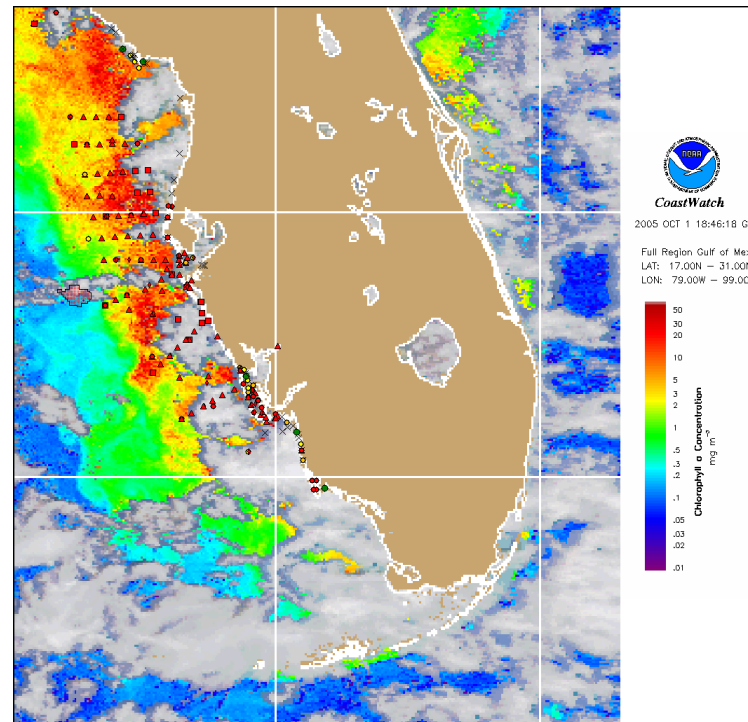 NOAA
CoastWatch
2005 OCT 1 18:46:18 G
Full Region Gulf of Me
LAT: 17.00N – 31.00N
LON: 79.00W – 99.00
50
30
20
10
5
3
2
1
.5
.3
.2
.1
.05
.03
.02
.01
Chlorophyll a Concentration
mg m⁻³